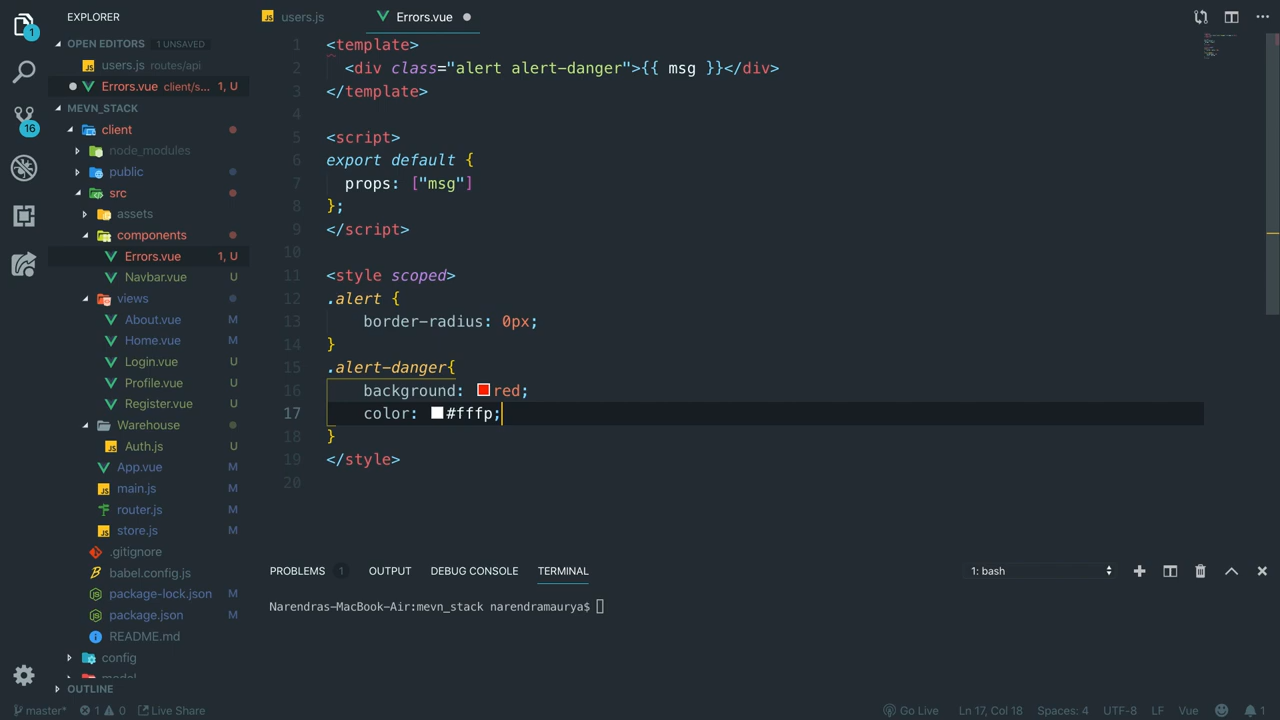 EXPLORER
OPEN EDITORS 1 UNSAVED
users.js routes/api
Errors.vue client/s... 1, U
MEVN_STACK
client
node_modules
public
src
assets
components
Errors.vue 1, U
Navbar.vue U
views
About.vue M
Home.vue M
Login.vue U
Profile.vue U
Register.vue U
Warehouse
Auth.js U
App.vue M
main.js M
router.js M
store.js M
.gitignore
babel.config.js
package-lock.json M
package.json M
README.md
config
model
OUTLINE
1
16
users.js
Errors.vue
1 <template>
2 <div class="alert alert-danger">{{ msg }}</div>
3 </template>
4
5 <script>
6 export default {
7 props: ["msg"]
8 };
9 </script>
10
11 <style scoped>
12 .alert {
13 border-radius: 0px;
14 }
15 .alert-danger{
16 background: red;
17 color: #fffp;
18 }
19 </style>
20
PROBLEMS 1 OUTPUT DEBUG CONSOLE TERMINAL 1: bash
Narendras-MacBook-Air:mevn_stack narendramaurya$
master* 1 0 Live Share Go Live Ln 17, Col 18 Spaces: 4 UTF-8 LF Vue 1